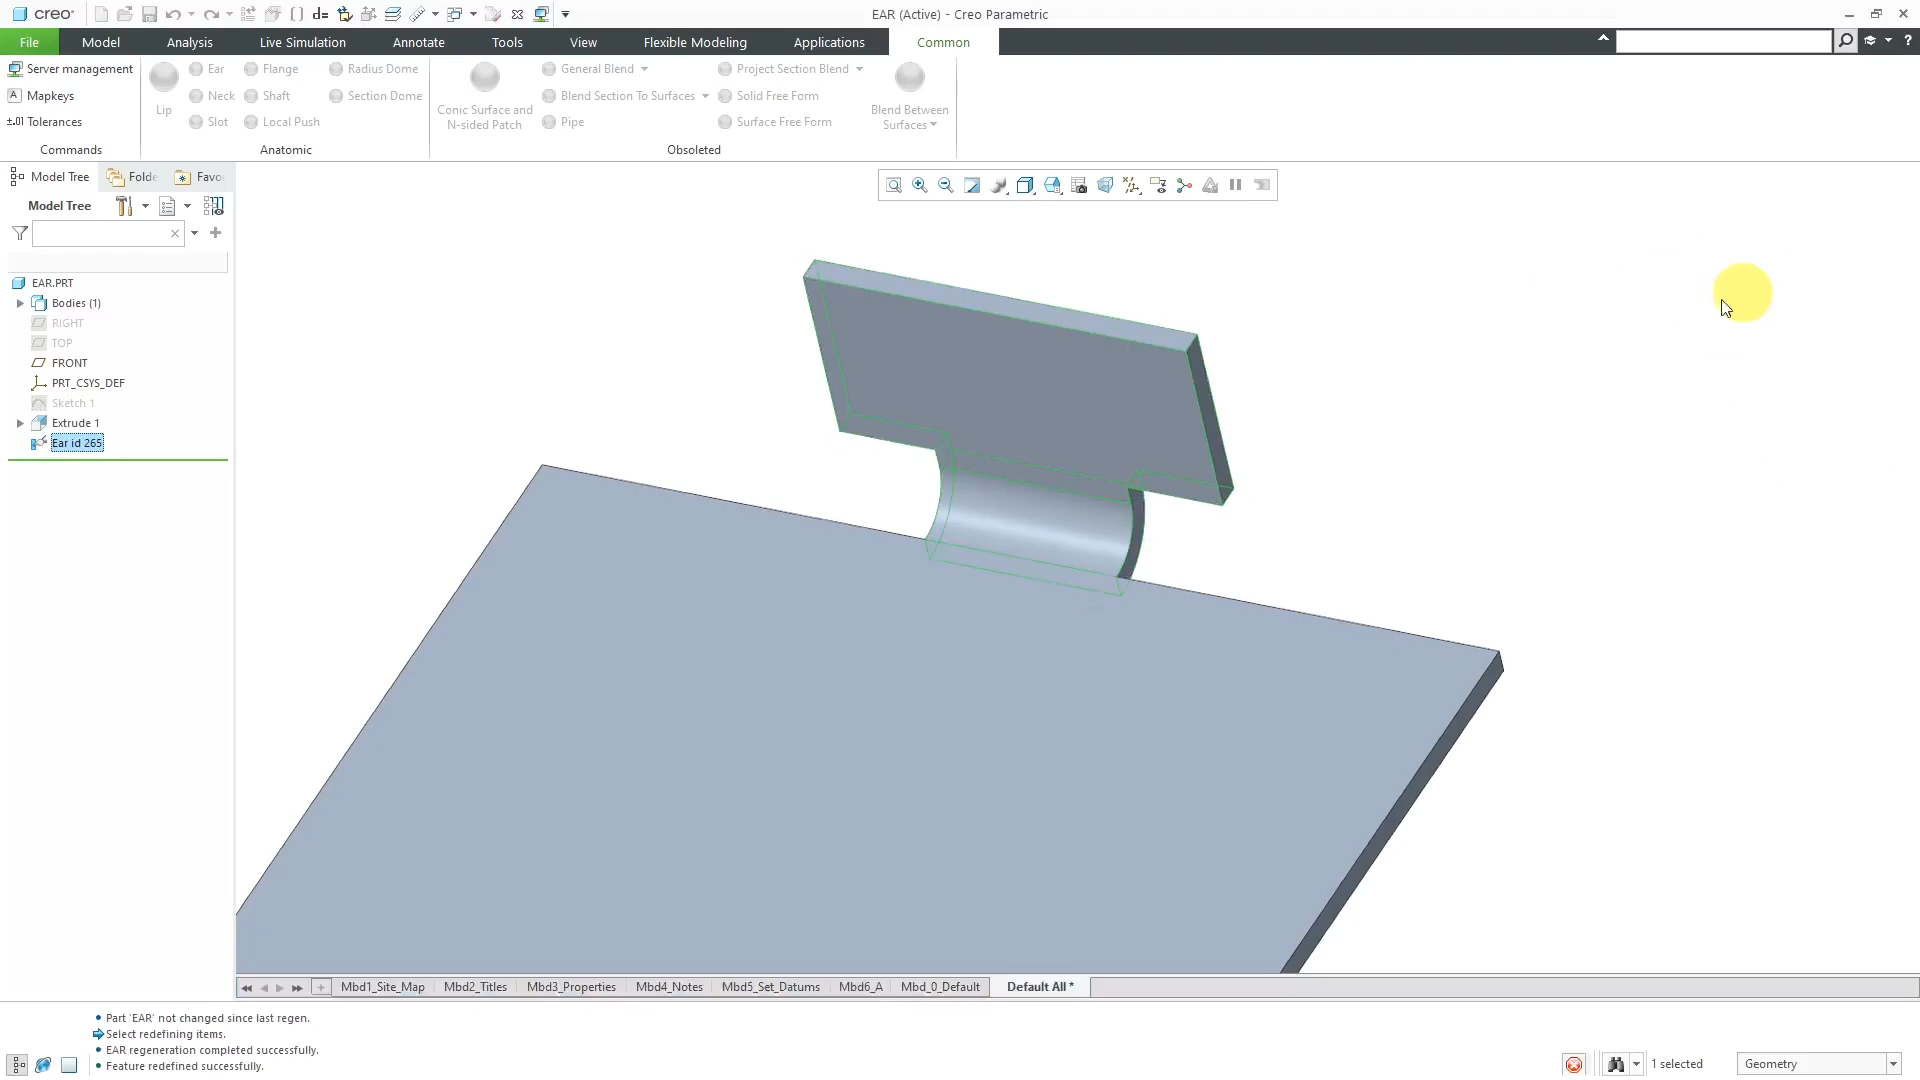 creo
EAR (Active) - Creo Parametric
File
Model
Analysis
Live Simulation
Annotate
Tools
View
Flexible Modeling
Applications
Common
?
Server management
A Mapkeys
±.01 Tolerances
Commands
Lip
Ear
Neck
Slot
Flange
Shaft
Local Push
Radius Dome
Section Dome
Anatomic
Conic Surface and
N-sided Patch
General Blend
Blend Section To Surfaces
Pipe
Project Section Blend
Solid Free Form
Surface Free Form
Blend Between
Surfaces
Obsoleted
Model Tree
Folde
Favo
Model Tree
EAR.PRT
Bodies (1)
RIGHT
TOP
FRONT
PRT_CSYS_DEF
Sketch 1
Extrude 1
Ear id 265
Mbd1_Site_Map
Mbd2_Titles
Mbd3_Properties
Mbd4_Notes
Mbd5_Set_Datums
Mbd6_A
Mbd_0_Default
Default All *
Part 'EAR' not changed since last regen.
Select redefining items.
EAR regeneration completed successfully.
Feature redefined successfully.
1 selected
Geometry